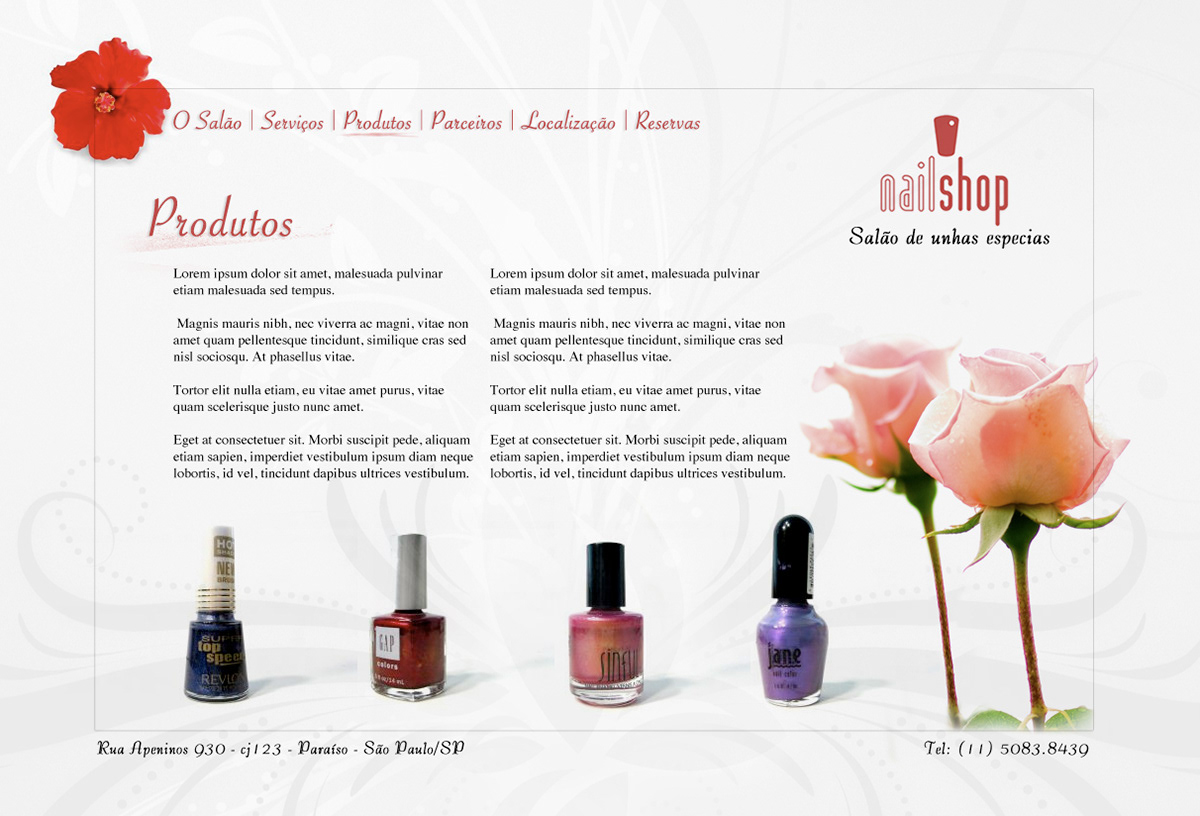 O Salão | Serviços | Produtos | Parceiros | Localização | Reservas
nailshop
Salão de unhas especias
Produtos
Lorem ipsum dolor sit amet, malesuada pulvinar
etiam malesuada sed tempus.
Magnis mauris nibh, nec viverra ac magni, vitae non
amet quam pellentesque tincidunt, similique cras sed
nisl sociosqu. At phasellus vitae.
Tortor elit nulla etiam, eu vitae amet purus, vitae
quam scelerisque justo nunc amet.
Eget at consectetuer sit. Morbi suscipit pede, aliquam
etiam sapien, imperdiet vestibulum ipsum diam neque
lobortis, id vel, tincidunt dapibus ultrices vestibulum.
Lorem ipsum dolor sit amet, malesuada pulvinar
etiam malesuada sed tempus.
Magnis mauris nibh, nec viverra ac magni, vitae non
amet quam pellentesque tincidunt, similique cras sed
nisl sociosqu. At phasellus vitae.
Tortor elit nulla etiam, eu vitae amet purus, vitae
quam scelerisque justo nunc amet.
Eget at consectetuer sit. Morbi suscipit pede, aliquam
etiam sapien, imperdiet vestibulum ipsum diam neque
lobortis, id vel, tincidunt dapibus ultrices vestibulum.
HO
NEW
SUPR
top
speed
REVLON
GAP
colors
sinful
jane
nail color
Rua Apeninos 930 - cj123 - Paraíso - São Paulo/SP
Tel: (11) 5083.8439